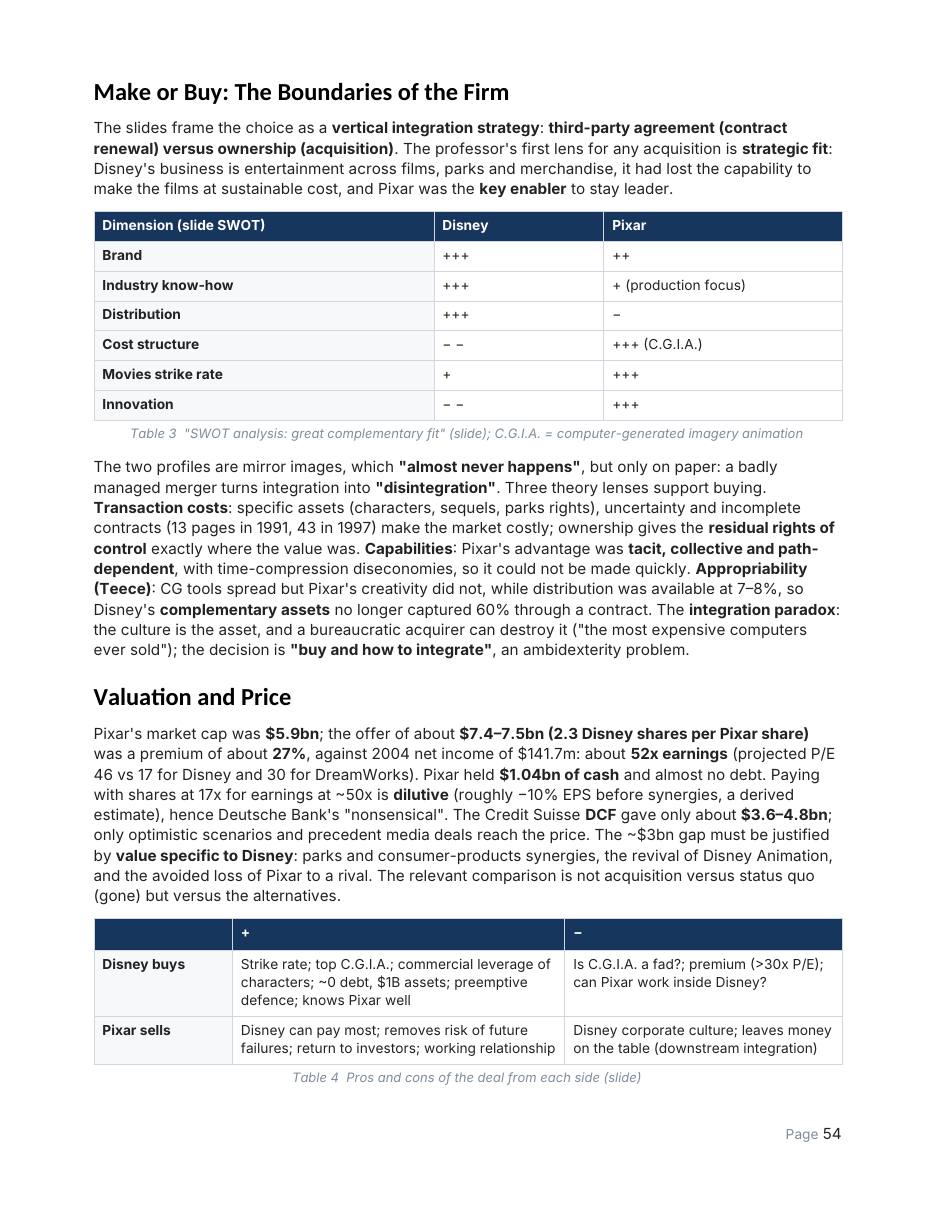 Make or Buy: The Boundaries of the Firm
The slides frame the choice as a vertical integration strategy: third-party agreement (contract
renewal) versus ownership (acquisition). The professor's first lens for any acquisition is strategic fit:
Disney's business is entertainment across films, parks and merchandise, it had lost the capability to
make the films at sustainable cost, and Pixar was the key enabler to stay leader.
Dimension (slide SWOT) Disney Pixar
Brand +++ ++
Industry know-how +++ + (production focus)
Distribution +++ −
Cost structure − − +++ (C.G.I.A.)
Movies strike rate + +++
Innovation − − +++
Table 3 "SWOT analysis: great complementary fit" (slide); C.G.I.A. = computer-generated imagery animation
The two profiles are mirror images, which "almost never happens", but only on paper: a badly
managed merger turns integration into "disintegration". Three theory lenses support buying.
Transaction costs: specific assets (characters, sequels, parks rights), uncertainty and incomplete
contracts (13 pages in 1991, 43 in 1997) make the market costly; ownership gives the residual rights of
control exactly where the value was. Capabilities: Pixar's advantage was tacit, collective and path-
dependent, with time-compression diseconomies, so it could not be made quickly. Appropriability
(Teece): CG tools spread but Pixar's creativity did not, while distribution was available at 7–8%, so
Disney's complementary assets no longer captured 60% through a contract. The integration paradox:
the culture is the asset, and a bureaucratic acquirer can destroy it ("the most expensive computers
ever sold"); the decision is "buy and how to integrate", an ambidexterity problem.
Valuation and Price
Pixar's market cap was $5.9bn; the offer of about $7.4–7.5bn (2.3 Disney shares per Pixar share)
was a premium of about 27%, against 2004 net income of $141.7m: about 52x earnings (projected P/E
46 vs 17 for Disney and 30 for DreamWorks). Pixar held $1.04bn of cash and almost no debt. Paying
with shares at 17x for earnings at ~50x is dilutive (roughly −10% EPS before synergies, a derived
estimate), hence Deutsche Bank's "nonsensical". The Credit Suisse DCF gave only about $3.6–4.8bn;
only optimistic scenarios and precedent media deals reach the price. The ~$3bn gap must be justified
by value specific to Disney: parks and consumer-products synergies, the revival of Disney Animation,
and the avoided loss of Pixar to a rival. The relevant comparison is not acquisition versus status quo
(gone) but versus the alternatives.
+ −
Disney buys Strike rate; top C.G.I.A.; commercial leverage of Is C.G.I.A. a fad?; premium (>30x P/E);
characters; ~0 debt, $1B assets; preemptive can Pixar work inside Disney?
defence; knows Pixar well
Pixar sells Disney can pay most; removes risk of future Disney corporate culture; leaves money
failures; return to investors; working relationship on the table (downstream integration)
Table 4 Pros and cons of the deal from each side (slide)
Page 54